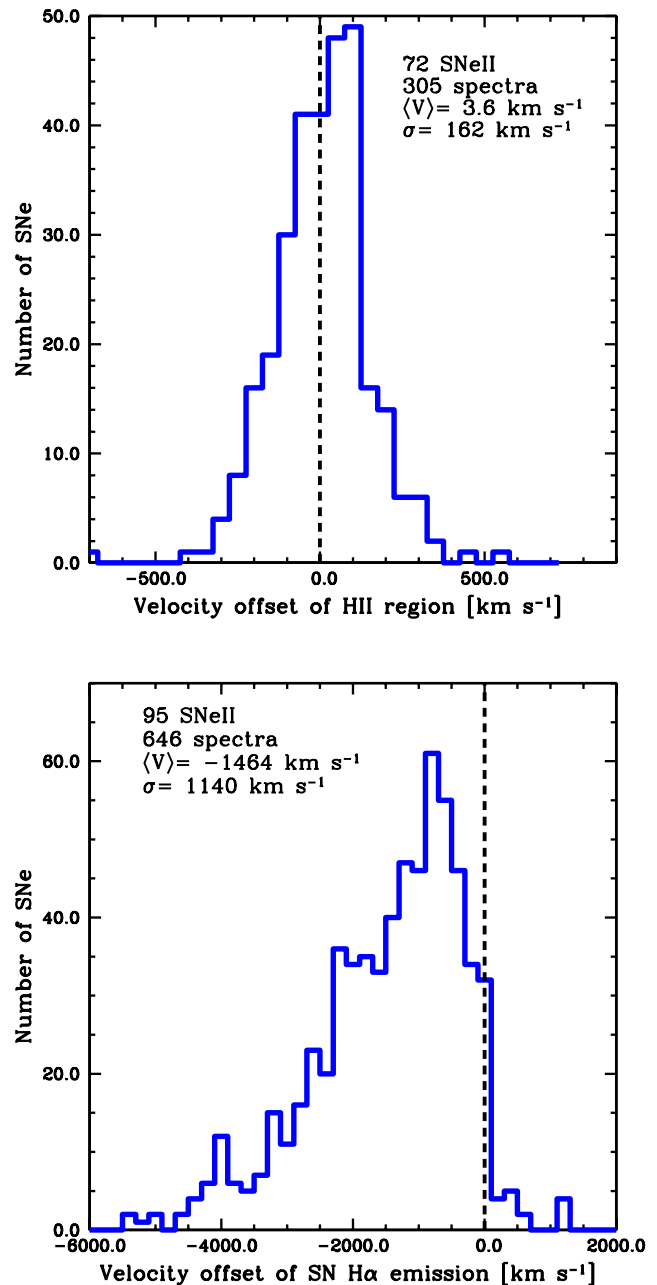 50.0
40.0
30.0
20.0
10.0
0.0
Number of SNe
72 SNeII
305 spectra
⟨V⟩= 3.6 km s⁻¹
σ= 162 km s⁻¹
−500.0 0.0 500.0
Velocity offset of HII region [km s⁻¹]
60.0
40.0
20.0
0.0
Number of SNe
95 SNeII
646 spectra
⟨V⟩= −1464 km s⁻¹
σ= 1140 km s⁻¹
−6000.0 −4000.0 −2000.0 0.0 2000.0
Velocity offset of SN Hα emission [km s⁻¹]